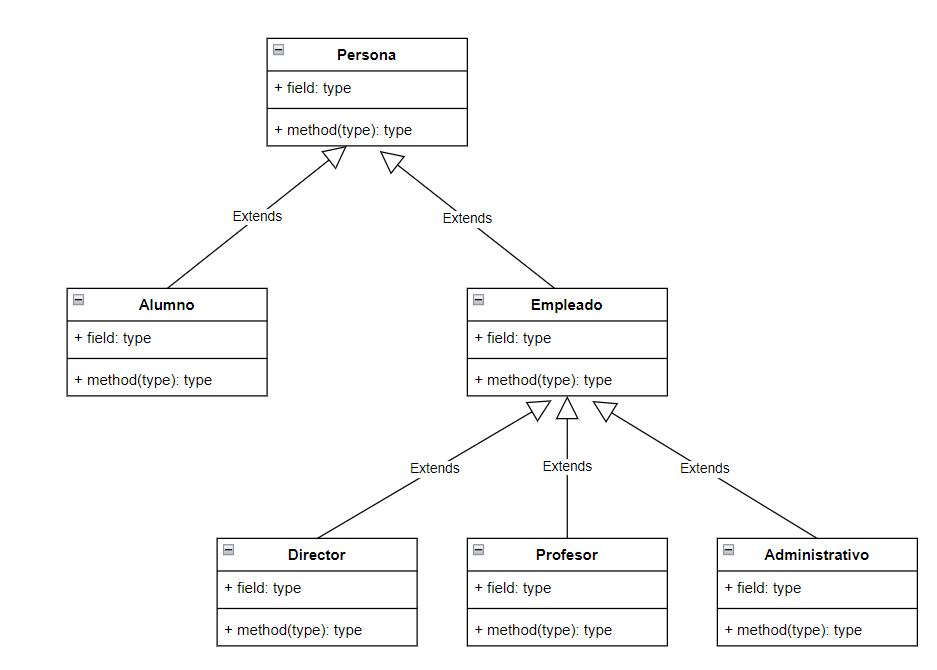 Persona
+ field: type
+ method(type): type
Extends
Extends
Alumno
+ field: type
+ method(type): type
Empleado
+ field: type
+ method(type): type
Extends
Extends
Extends
Director
+ field: type
+ method(type): type
Profesor
+ field: type
+ method(type): type
Administrativo
+ field: type
+ method(type): type